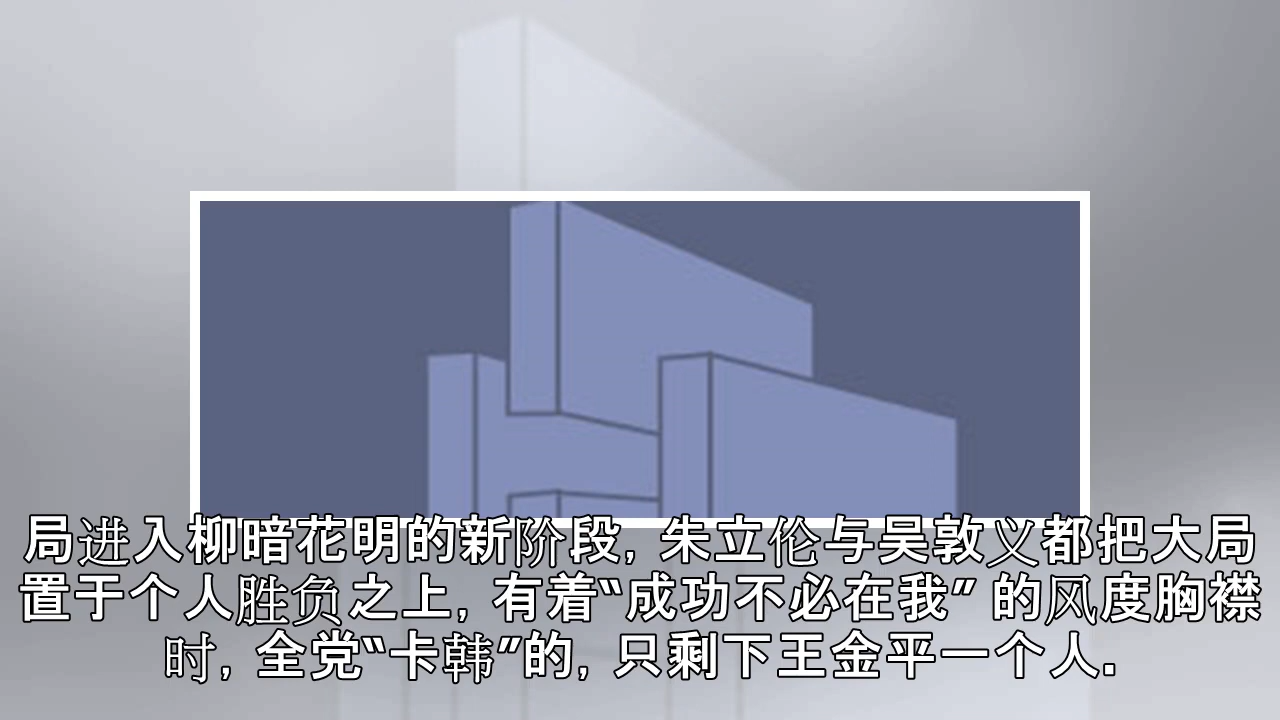 局进入柳暗花明的新阶段, 朱立伦与吴敦义都把大局
置于个人胜负之上, 有着“成功不必在我” 的风度胸襟
时, 全党“卡韩”的, 只剩下王金平一个人.